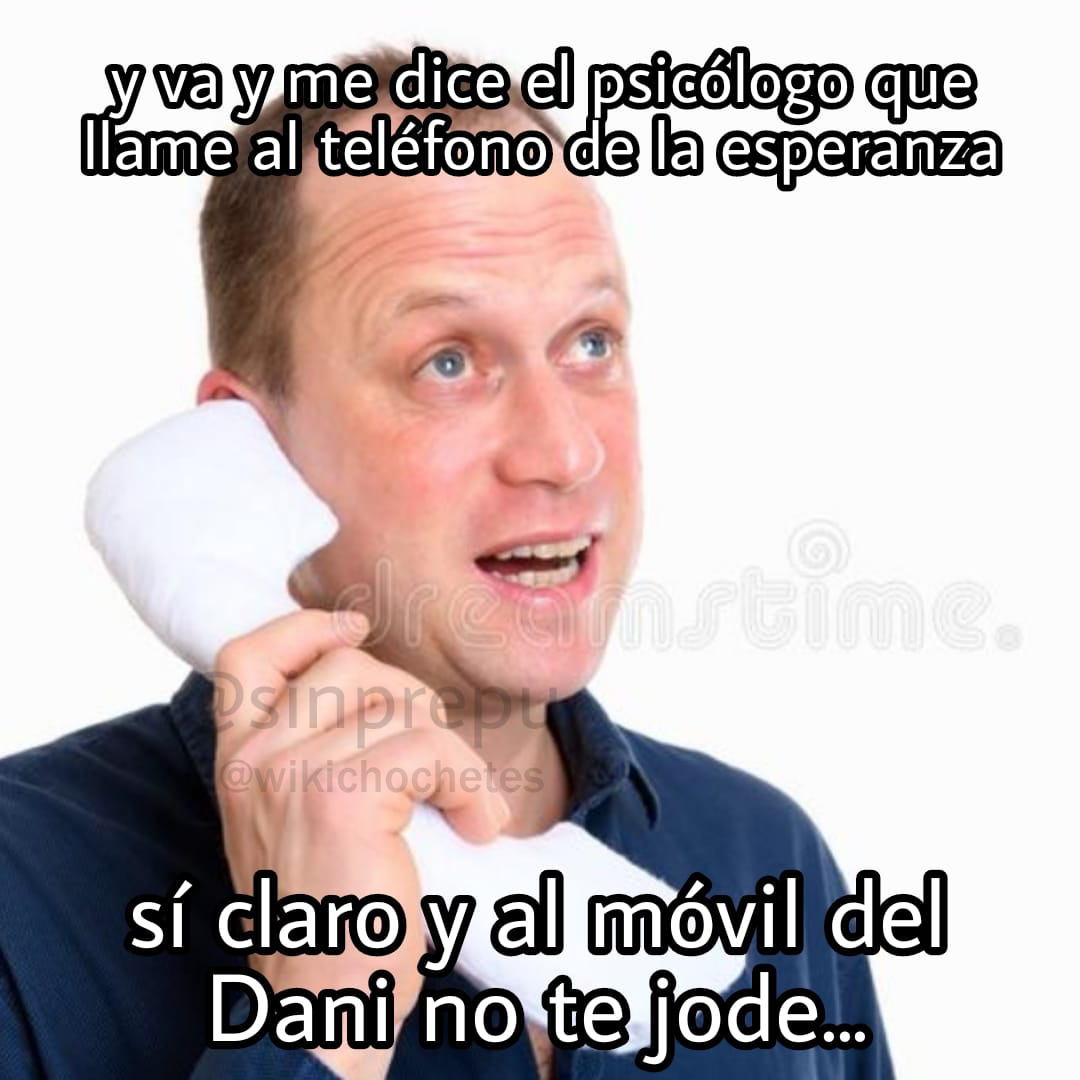 y va y me dice el psicólogo que
llame al teléfono de la esperanza
dreamstime.
@sinprepu
@wikichochetes
sí claro y al móvil del
Dani no te jode...